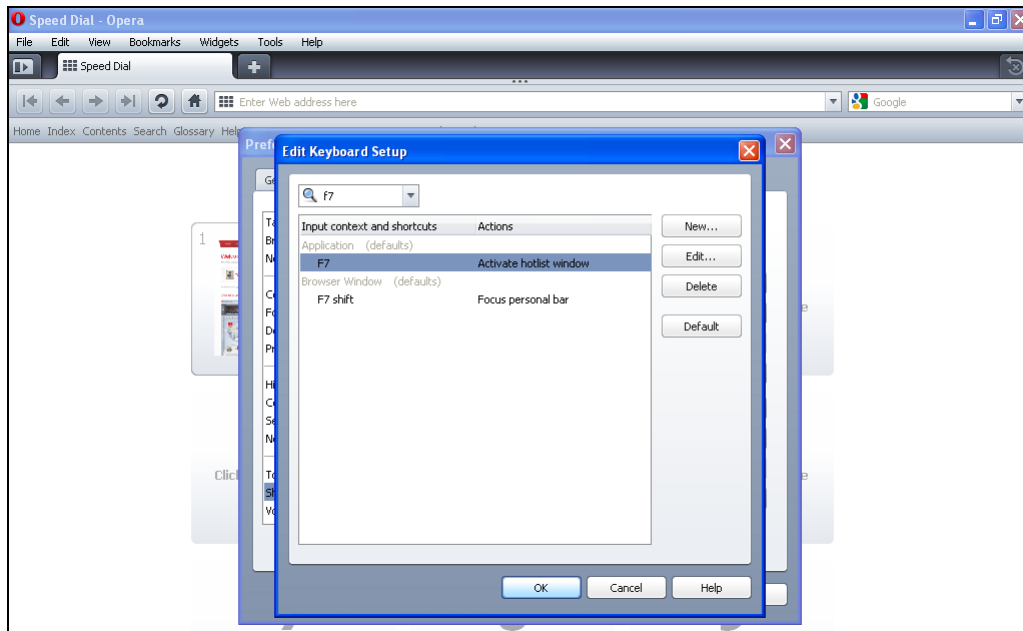 Speed Dial - Opera
File Edit View Bookmarks Widgets Tools Help
Speed Dial
Enter Web address here
Google
Home Index Contents Search Glossary Help
Edit Keyboard Setup
f7
Input context and shortcuts Actions
Application (defaults)
F7 Activate hotlist window
Browser Window (defaults)
F7 shift Focus personal bar
New...
Edit...
Delete
Default
1
OK Cancel Help